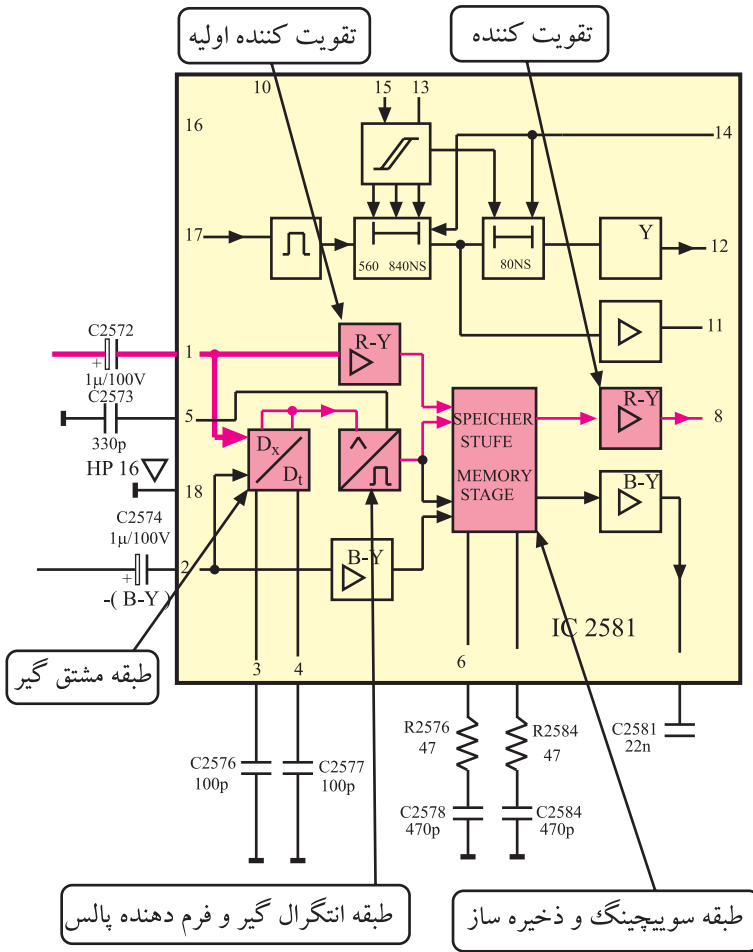 تقویت کننده اولیه
تقویت کننده
10
15
13
16
14
17
560
840NS
80NS
Y
12
11
C2572
+
1µ/100V
1
R-Y
C2573
330p
5
SPEICHER
STUFE
MEMORY
STAGE
R-Y
8
Dx
Dt
HP 16
18
C2574
1µ/100V
+
-( B-Y)
2
B-Y
B-Y
IC 2581
طبقه مشتق گیر
3
4
6
C2576
100p
C2577
100p
R2576
47
R2584
47
C2581
22n
C2578
470p
C2584
470p
طبقه انتگرال گیر و فرم دهنده پالس
طبقه سوییچینگ و ذخیره ساز